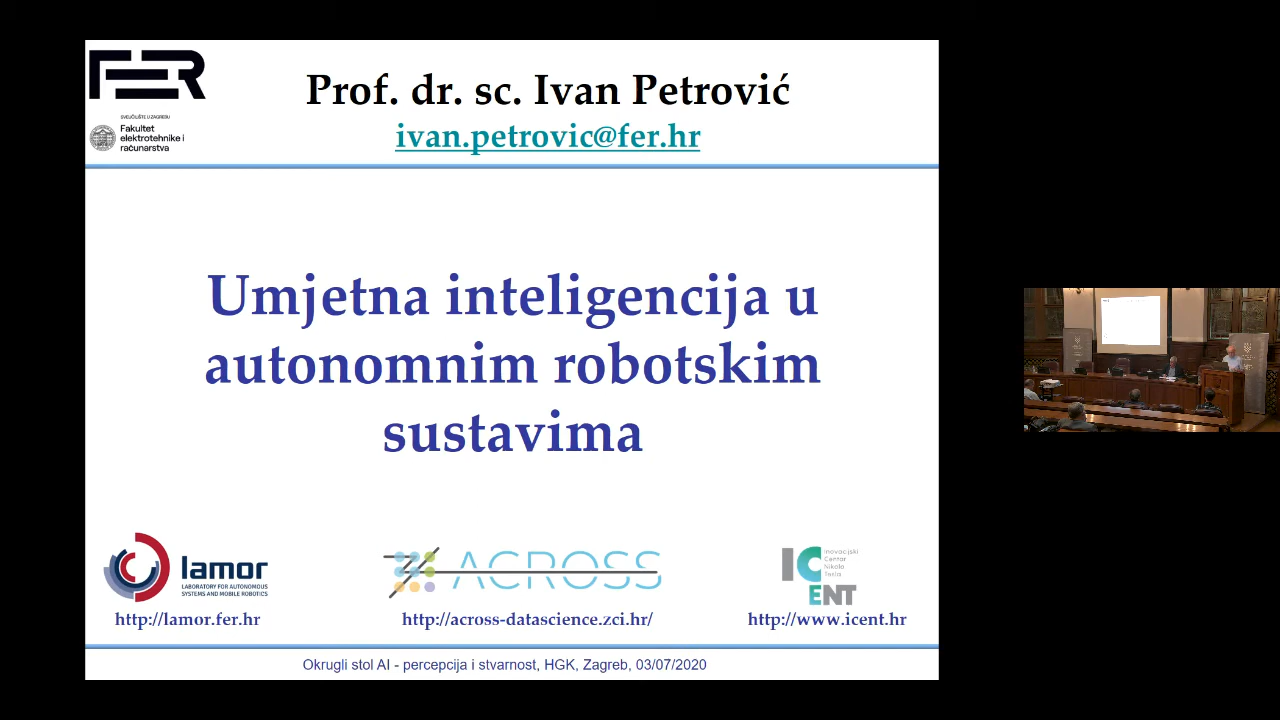 FER
SVEUČILIŠTE U ZAGREBU
Fakultet
elektrotehnike i
računarstva
Prof. dr. sc. Ivan Petrović
ivan.petrovic@fer.hr
Umjetna inteligencija u
autonomnim robotskim
sustavima
lamor
LABORATORY FOR AUTONOMOUS
SYSTEMS AND MOBILE ROBOTICS
http://lamor.fer.hr
ACROSS
http://across-datascience.zci.hr/
IC
ENT
Inovacijski
Centar
Nikola
Tesla
http://www.icent.hr
Okrugli stol AI - percepcija i stvarnost, HGK, Zagreb, 03/07/2020